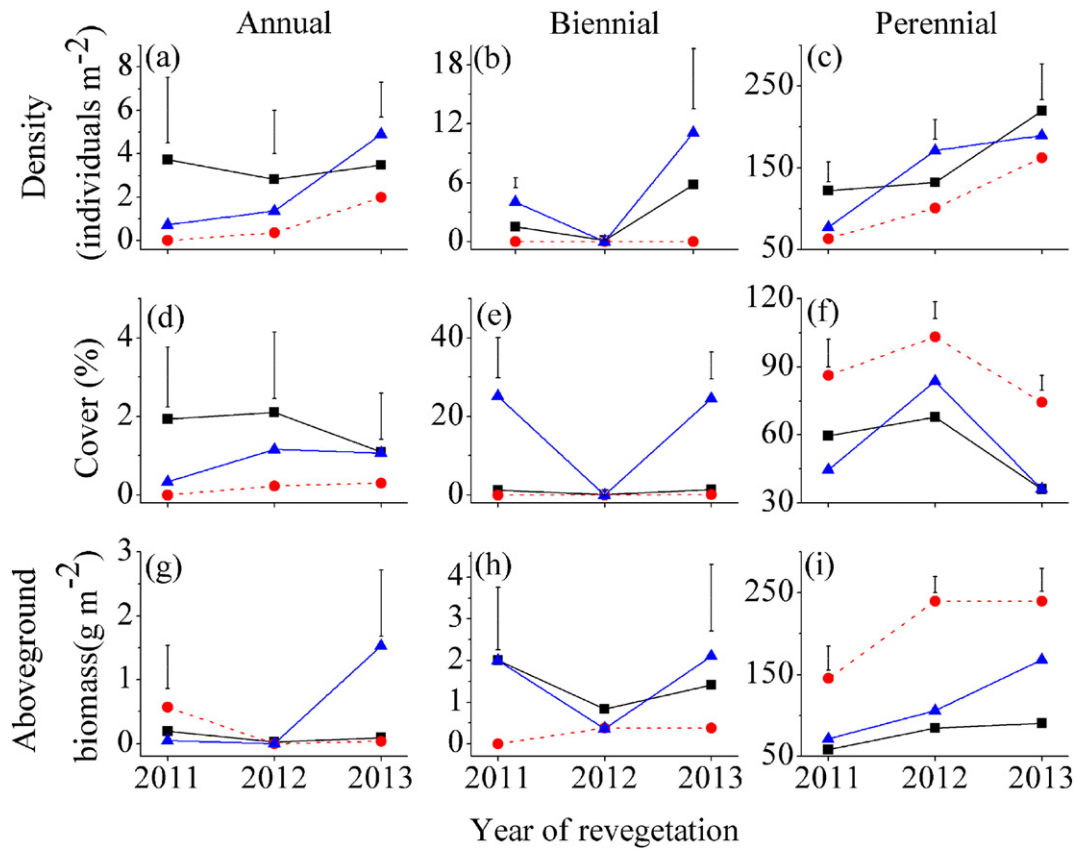 Annual Biennial Perennial
Density
(individuals m⁻²)
(a) 8 6 4 2 0
(b) 18 12 6 0
(c) 250 150 50
Cover (%)
(d) 4 2 0
(e) 40 20 0
(f) 120 90 60 30
Aboveground
biomass(g m⁻²)
(g) 3 2 1 0
(h) 4 3 2 1 0
(i) 250 150 50
2011 2012 2013 2011 2012 2013 2011 2012 2013
Year of revegetation